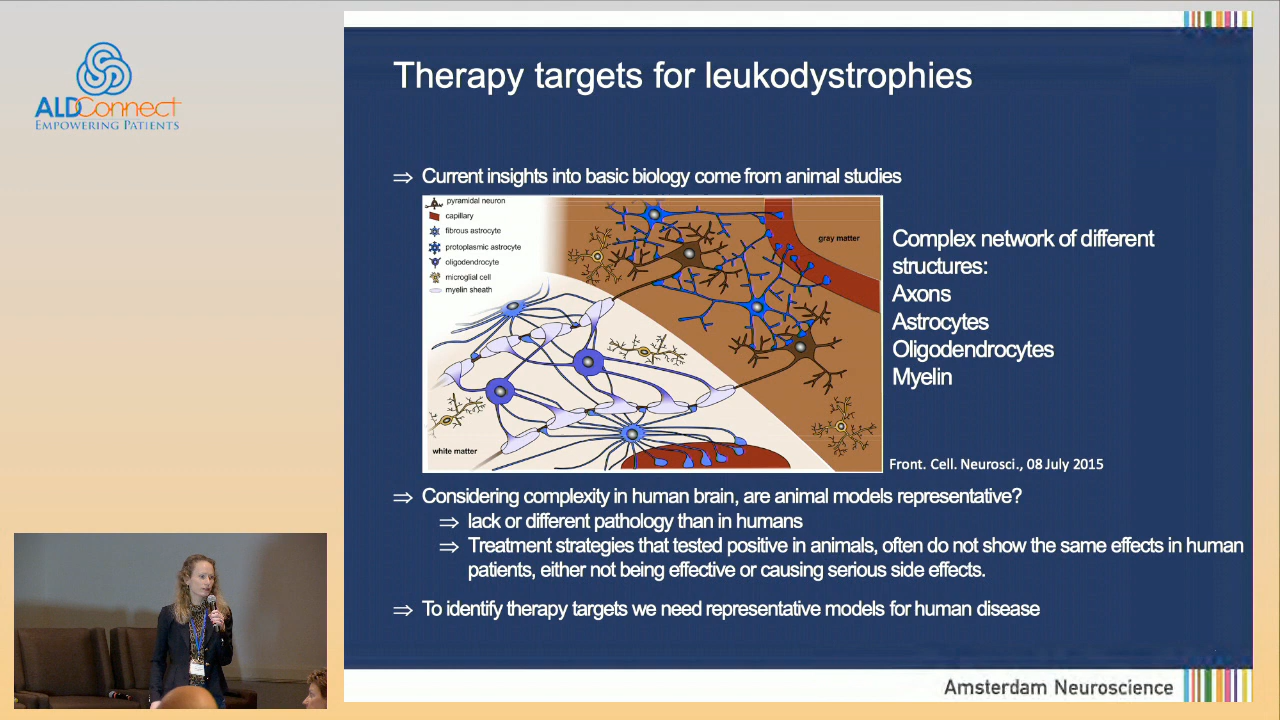 ALDConnect
EMPOWERING PATIENTS
Therapy targets for leukodystrophies
⇒ Current insights into basic biology come from animal studies
pyramidal neuron
capillary
fibrous astrocyte
protoplasmic astrocyte
oligodendrocyte
microglial cell
myelin sheath
gray matter
white matter
Complex network of different
structures:
Axons
Astrocytes
Oligodendrocytes
Myelin
Front. Cell. Neurosci., 08 July 2015
⇒ Considering complexity in human brain, are animal models representative?
⇒ lack or different pathology than in humans
⇒ Treatment strategies that tested positive in animals, often do not show the same effects in human
patients, either not being effective or causing serious side effects.
⇒ To identify therapy targets we need representative models for human disease
Amsterdam Neuroscience